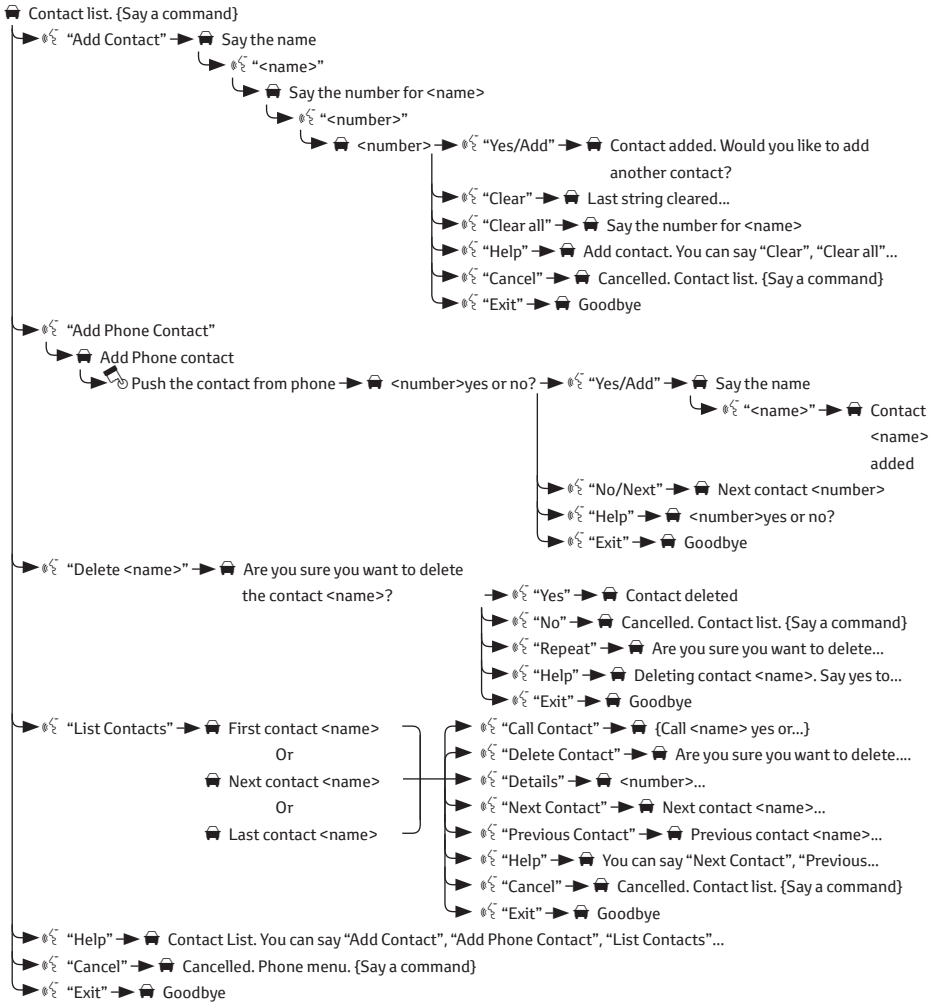 Contact list. {Say a command}
“Add Contact” Say the name
“<name>”
Say the number for <name>
“<number>”
<number> “Yes/Add” Contact added. Would you like to add
another contact?
“Clear” Last string cleared...
“Clear all” Say the number for <name>
“Help” Add contact. You can say “Clear”, “Clear all”...
“Cancel” Cancelled. Contact list. {Say a command}
“Exit” Goodbye
“Add Phone Contact”
Add Phone contact
Push the contact from phone <number>yes or no? “Yes/Add” Say the name
“<name>” Contact
<name>
added
“No/Next” Next contact <number>
“Help” <number>yes or no?
“Exit” Goodbye
“Delete <name>” Are you sure you want to delete
the contact <name>?
“Yes” Contact deleted
“No” Cancelled. Contact list. {Say a command}
“Repeat” Are you sure you want to delete...
“Help” Deleting contact <name>. Say yes to...
“Exit” Goodbye
“List Contacts” First contact <name>
Or
Next contact <name>
Or
Last contact <name>
“Call Contact” {Call <name> yes or...}
“Delete Contact” Are you sure you want to delete....
“Details” <number>...
“Next Contact” Next contact <name>...
“Previous Contact” Previous contact <name>...
“Help” You can say “Next Contact”, “Previous...
“Cancel” Cancelled. Contact list. {Say a command}
“Exit” Goodbye
“Help” Contact List. You can say “Add Contact”, “Add Phone Contact”, “List Contacts”...
“Cancel” Cancelled. Phone menu. {Say a command}
“Exit” Goodbye